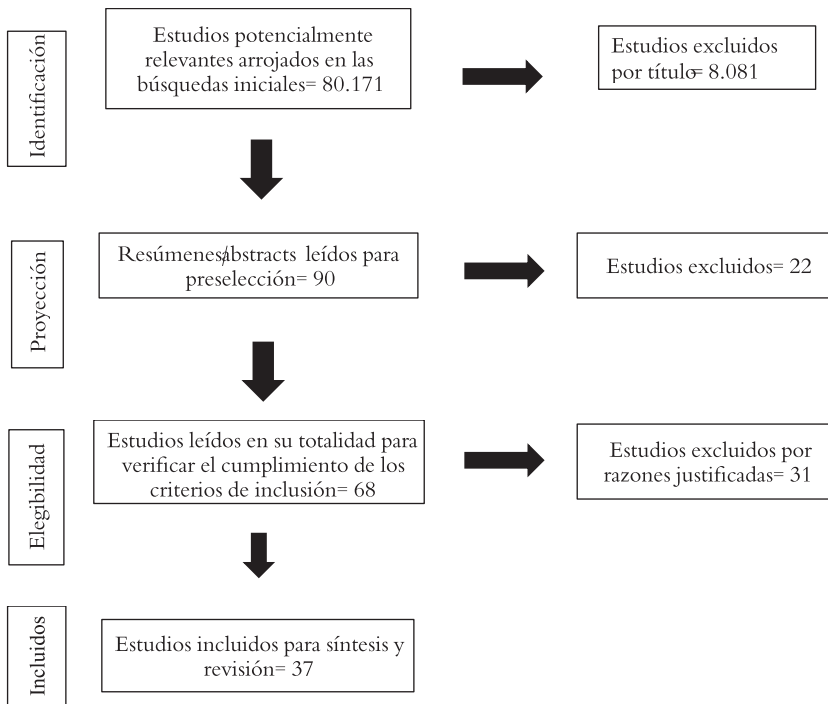 Identificación
Estudios potencialmente
relevantes arrojados en las
búsquedas iniciales= 80.171
Estudios excluidos
por título= 8.081
Proyección
Resúmenes/abstracts leídos para
preselección= 90
Estudios excluidos= 22
Elegibilidad
Estudios leídos en su totalidad para
verificar el cumplimiento de los
criterios de inclusión= 68
Estudios excluidos por
razones justificadas= 31
Incluidos
Estudios incluidos para síntesis y
revisión= 37